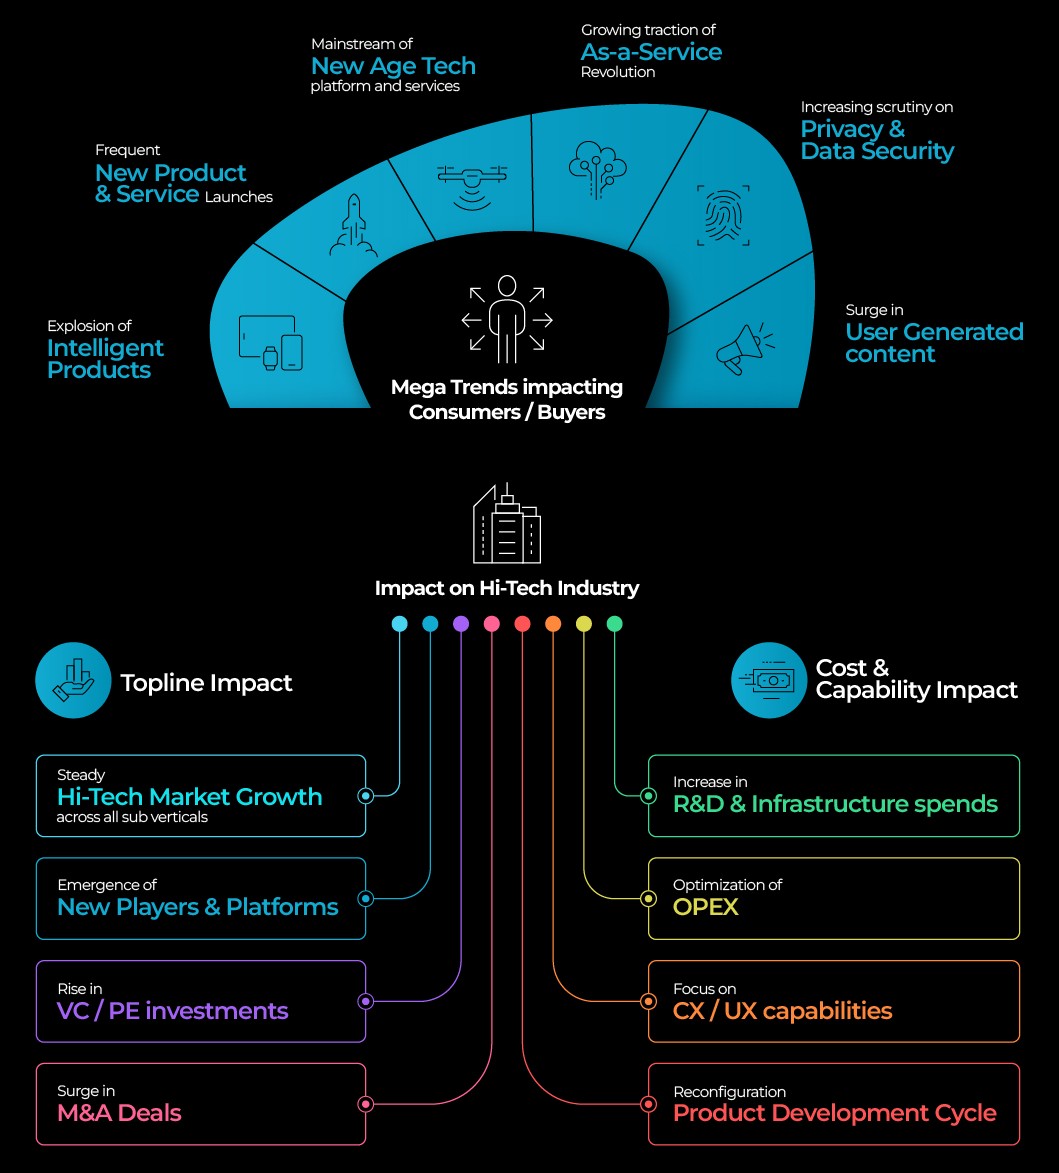 Growing traction of
As-a-Service
Revolution
Mainstream of
New Age Tech
platform and services
Increasing scrutiny on
Privacy &
Data Security
Frequent
New Product
& Service Launches
Surge in
User Generated
content
Explosion of
Intelligent
Products
Mega Trends impacting
Consumers / Buyers
Impact on Hi-Tech Industry
Topline Impact
Cost &
Capability Impact
Steady
Hi-Tech Market Growth
across all sub verticals
Increase in
R&D & Infrastructure spends
Emergence of
New Players & Platforms
Optimization of
OPEX
Rise in
VC / PE investments
Focus on
CX / UX capabilities
Surge in
M&A Deals
Reconfiguration
Product Development Cycle